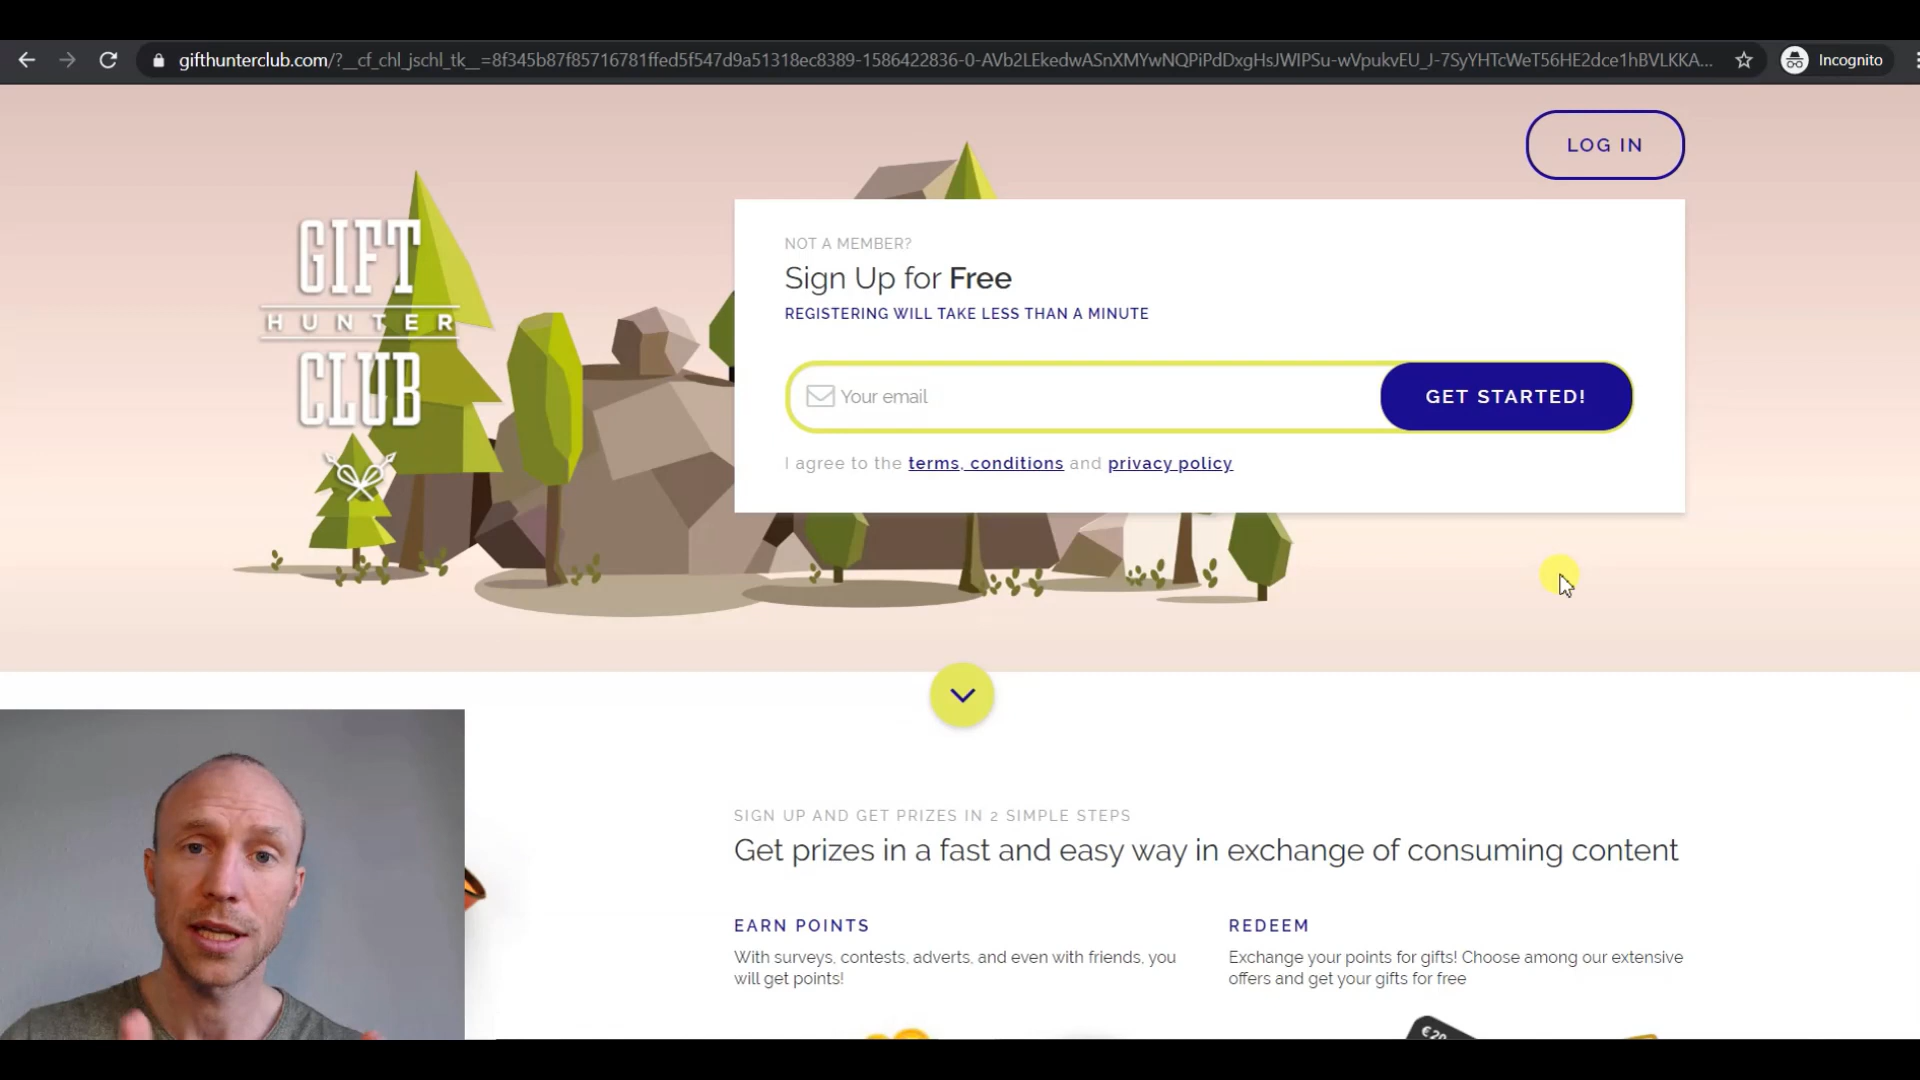 gifthunterclub.com/?__cf_chl_jschl_tk__=8f345b87f85716781ffed5f547d9a51318ec8389-1586422836-0-AVb2LEkedwASnXMYwNQPiPdDxgHsJWIPSu-wVpukvEU_J-7SyYHTcWeT56HE2dce1hBVLKKA... Incognito
LOG IN
GIFT
HUNTER
CLUB
NOT A MEMBER?
Sign Up for Free
REGISTERING WILL TAKE LESS THAN A MINUTE
Your email
GET STARTED!
I agree to the terms, conditions and privacy policy
SIGN UP AND GET PRIZES IN 2 SIMPLE STEPS
Get prizes in a fast and easy way in exchange of consuming content
EARN POINTS
With surveys, contests, adverts, and even with friends, you
will get points!
REDEEM
Exchange your points for gifts! Choose among our extensive
offers and get your gifts for free
€20